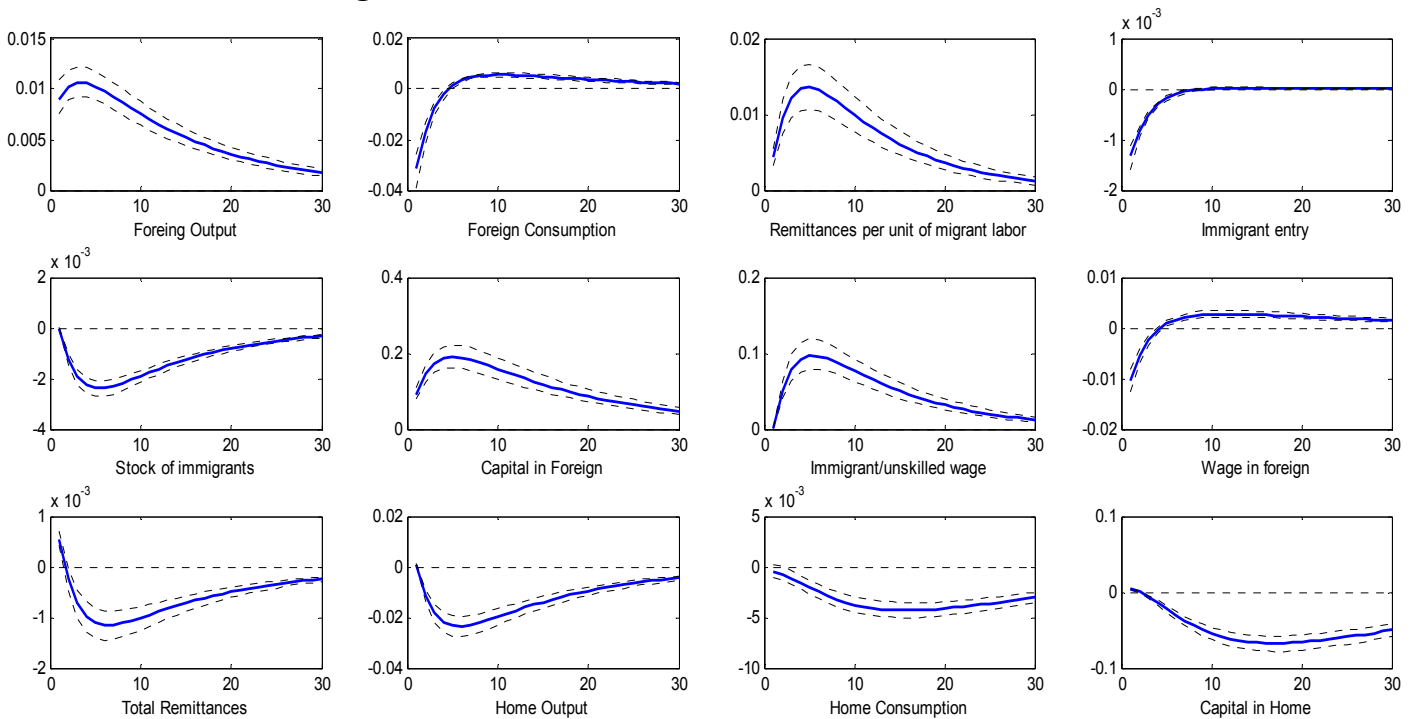 x 10^-3
0.015 0.02 0.02 1
0.01 0 0.01 0
0.005 -0.02 -1
0 -0.04 0 -2
0 10 20 30 0 10 20 30 0 10 20 30 0 10 20 30
Foreing Output Foreign Consumption Remittances per unit of migrant labor Immigrant entry
x 10^-3
2 0.4 0.2 0.01
0 0.2 0.1 0
-2 -0.01
-4 0 0 -0.02
0 10 20 30 0 10 20 30 0 10 20 30 0 10 20 30
Stock of immigrants Capital in Foreign Immigrant/unskilled wage Wage in foreign
x 10^-3 x 10^-3
1 0.02 5 0.1
0 0 0 0
-1 -0.02 -5
-2 -0.04 -10 -0.1
0 10 20 30 0 10 20 30 0 10 20 30 0 10 20 30
Total Remittances Home Output Home Consumption Capital in Home